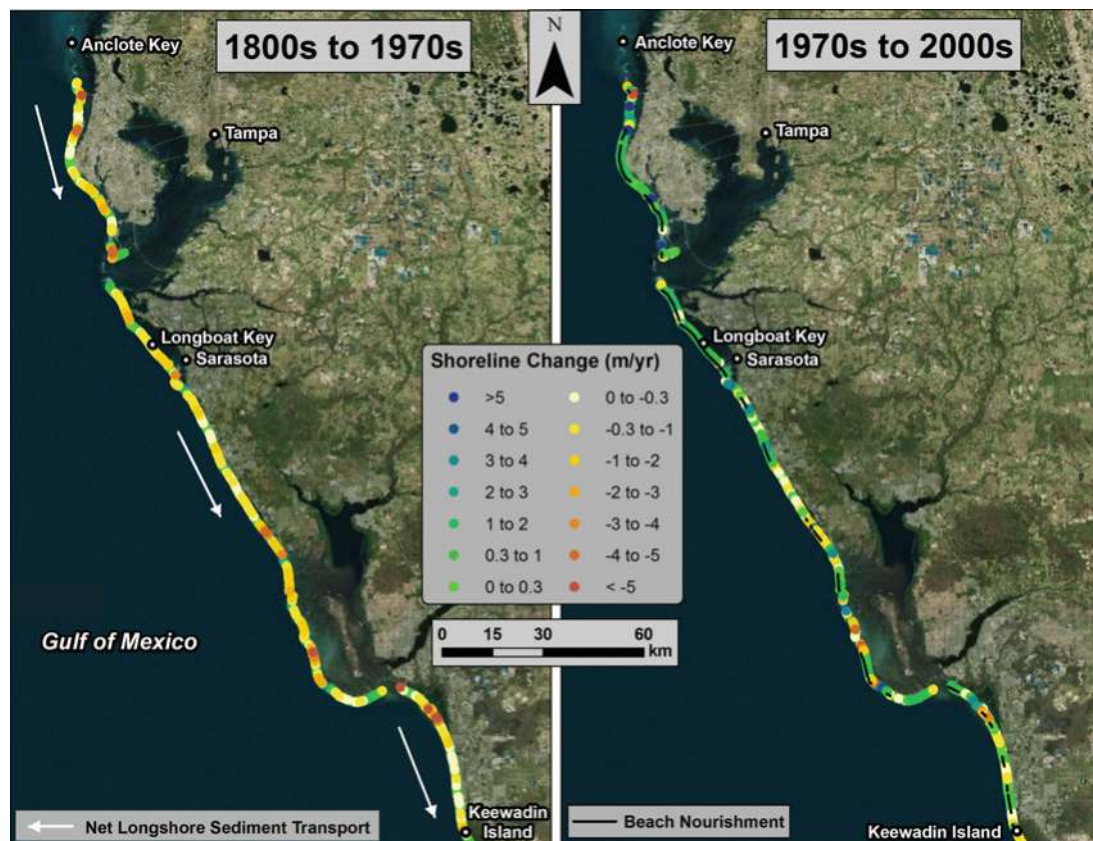 1800s to 1970s
N
1970s to 2000s
Anclote Key
Anclote Key
Tampa
Tampa
Longboat Key
Sarasota
Longboat Key
Sarasota
Shoreline Change (m/yr)
>5
0 to -0.3
4 to 5
-0.3 to -1
3 to 4
-1 to -2
2 to 3
-2 to -3
1 to 2
-3 to -4
0.3 to 1
-4 to -5
0 to 0.3
< -5
0 15 30 60
km
Gulf of Mexico
Net Longshore Sediment Transport
Keewadin
Island
Beach Nourishment
Keewadin Island